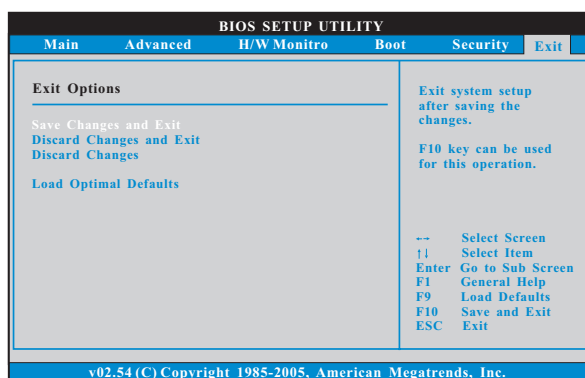 BIOS SETUP UTILITY
Main Advanced H/W Monitro Boot Security Exit
Exit Options
Save Changes and Exit
Discard Changes and Exit
Discard Changes
Load Optimal Defaults
Exit system setup
after saving the
changes.
F10 key can be used
for this operation.
←→ Select Screen
↑↓ Select Item
Enter Go to Sub Screen
F1 General Help
F9 Load Defaults
F10 Save and Exit
ESC Exit
v02.54 (C) Copyright 1985-2005, American Megatrends, Inc.